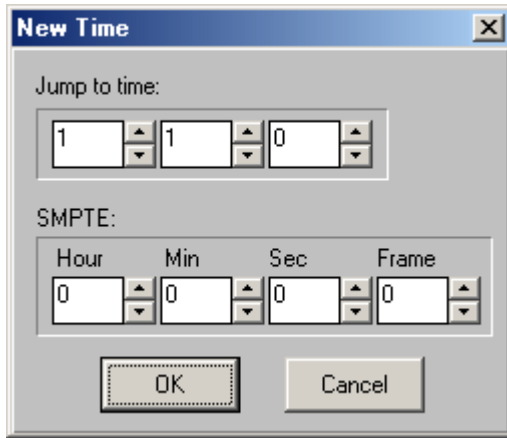 New Time
Jump to time:
1 1 0
SMPTE:
Hour Min Sec Frame
0 0 0 0
OK Cancel